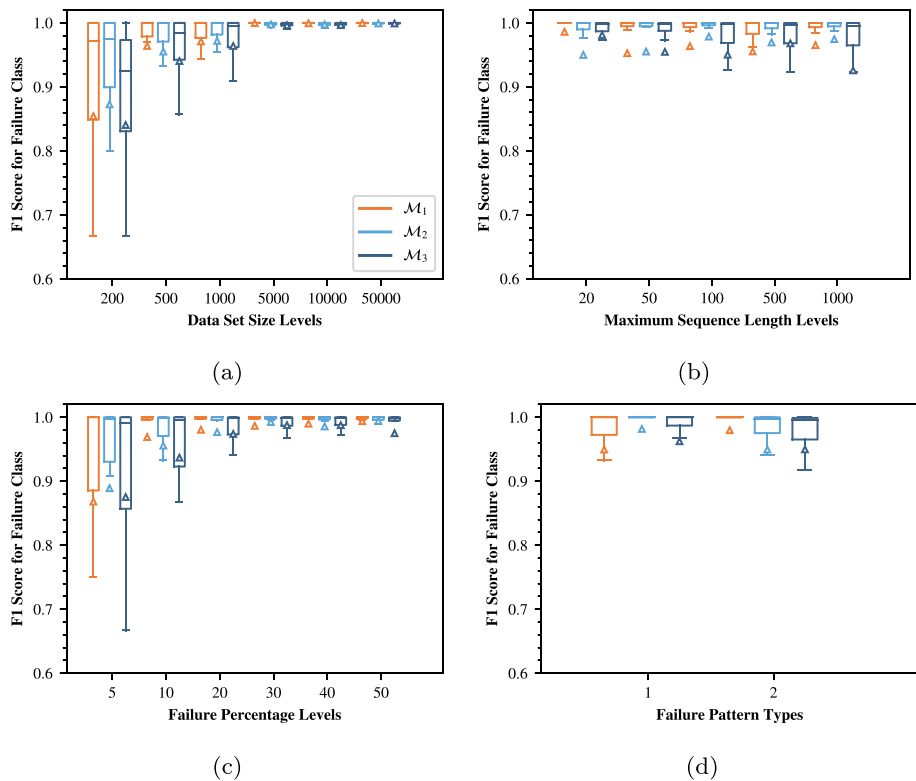 1.0
0.9
0.8
0.7
0.6
F1 Score for Failure Class
ℳ₁
ℳ₂
ℳ₃
200 500 1000 5000 10000 50000
Data Set Size Levels
(a)
1.0
0.9
0.8
0.7
0.6
F1 Score for Failure Class
20 50 100 500 1000
Maximum Sequence Length Levels
(b)
1.0
0.9
0.8
0.7
0.6
F1 Score for Failure Class
5 10 20 30 40 50
Failure Percentage Levels
(c)
1.0
0.9
0.8
0.7
0.6
F1 Score for Failure Class
1 2
Failure Pattern Types
(d)